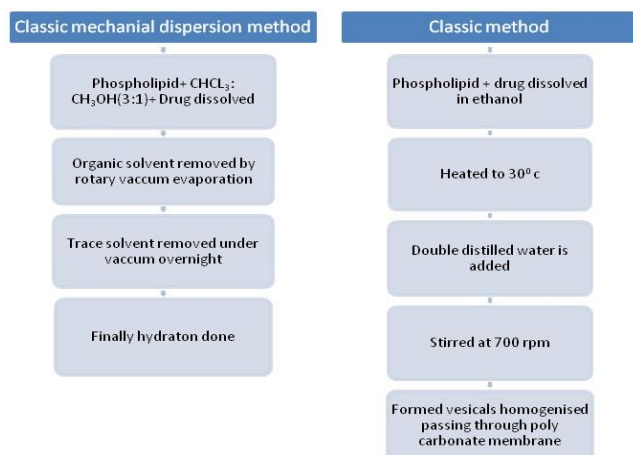 Classic mechanial dispersion method
Phospholipid+ CHCL₃:
CH₃OH(3:1)+ Drug dissolved
Organic solvent removed by
rotary vaccum evaporation
Trace solvent removed under
vaccum overnight
Finally hydraton done
Classic method
Phospholipid + drug dissolved
in ethanol
Heated to 30⁰ c
Double distilled water is
added
Stirred at 700 rpm
Formed vesicals homogenised
passing through poly
carbonate membrane